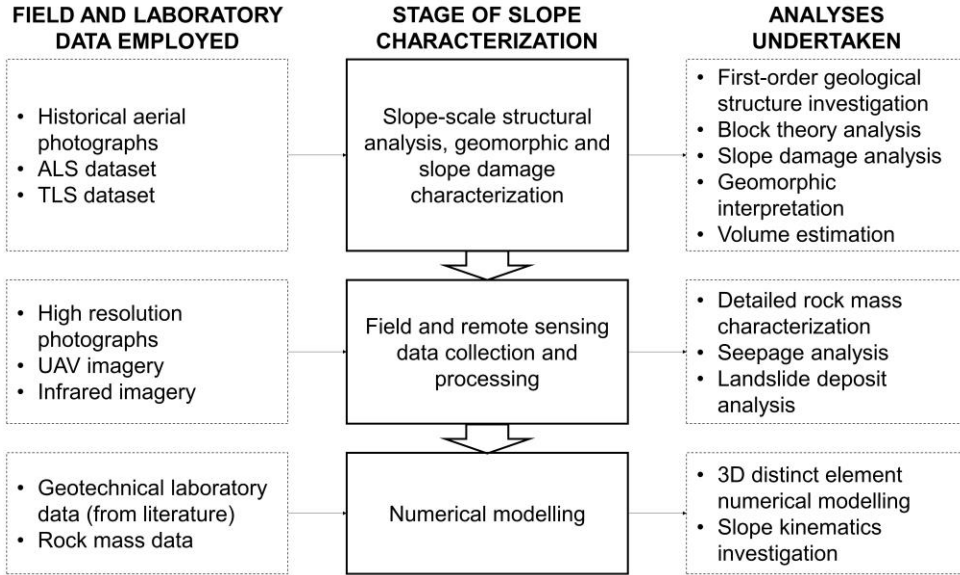 FIELD AND LABORATORY
DATA EMPLOYED
STAGE OF SLOPE
CHARACTERIZATION
ANALYSES
UNDERTAKEN
• Historical aerial
photographs
• ALS dataset
• TLS dataset
Slope-scale structural
analysis, geomorphic and
slope damage
characterization
• First-order geological
structure investigation
• Block theory analysis
• Slope damage analysis
• Geomorphic
interpretation
• Volume estimation
• High resolution
photographs
• UAV imagery
• Infrared imagery
Field and remote sensing
data collection and
processing
• Detailed rock mass
characterization
• Seepage analysis
• Landslide deposit
analysis
• Geotechnical laboratory
data (from literature)
• Rock mass data
Numerical modelling
• 3D distinct element
numerical modelling
• Slope kinematics
investigation